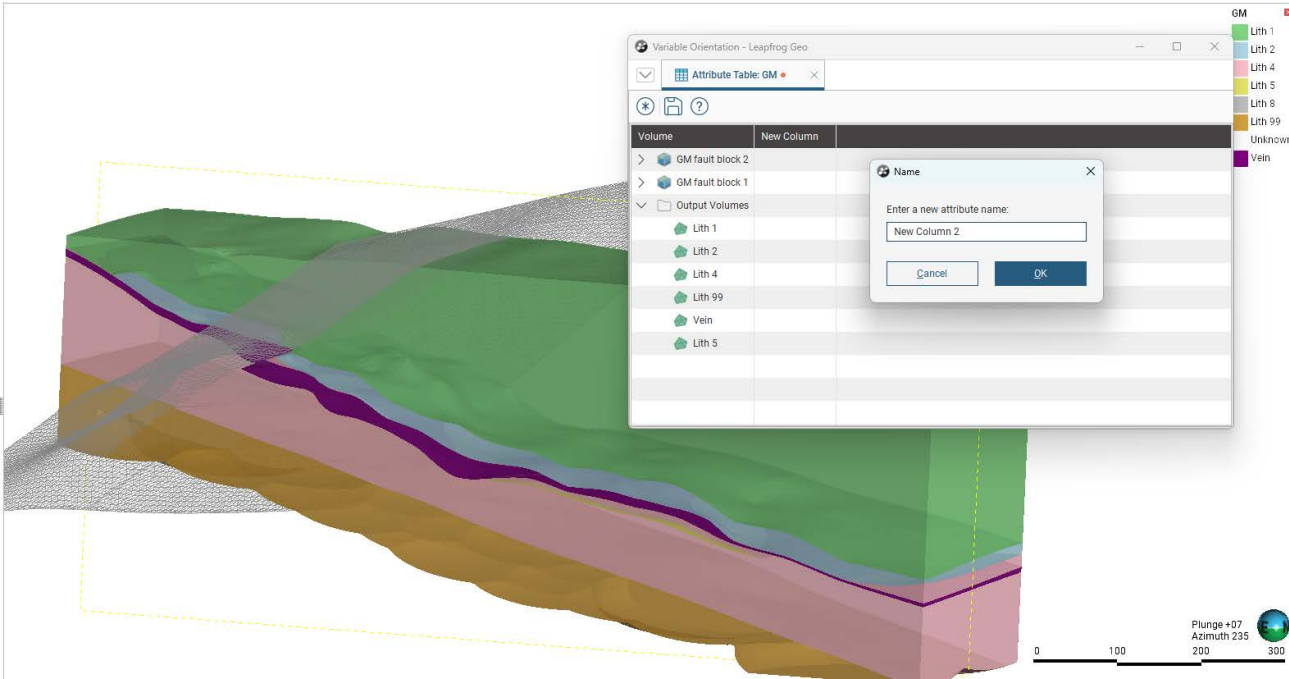 Variable Orientation - Leapfrog Geo
Attribute Table: GM
Volume New Column
GM fault block 2
GM fault block 1
Output Volumes
Lith 1
Lith 2
Lith 4
Lith 99
Vein
Lith 5
Name
Enter a new attribute name:
New Column 2
Cancel OK
GM
Lith 1
Lith 2
Lith 4
Lith 5
Lith 8
Lith 99
Unknown
Vein
Plunge +07
Azimuth 235
0 100 200 300